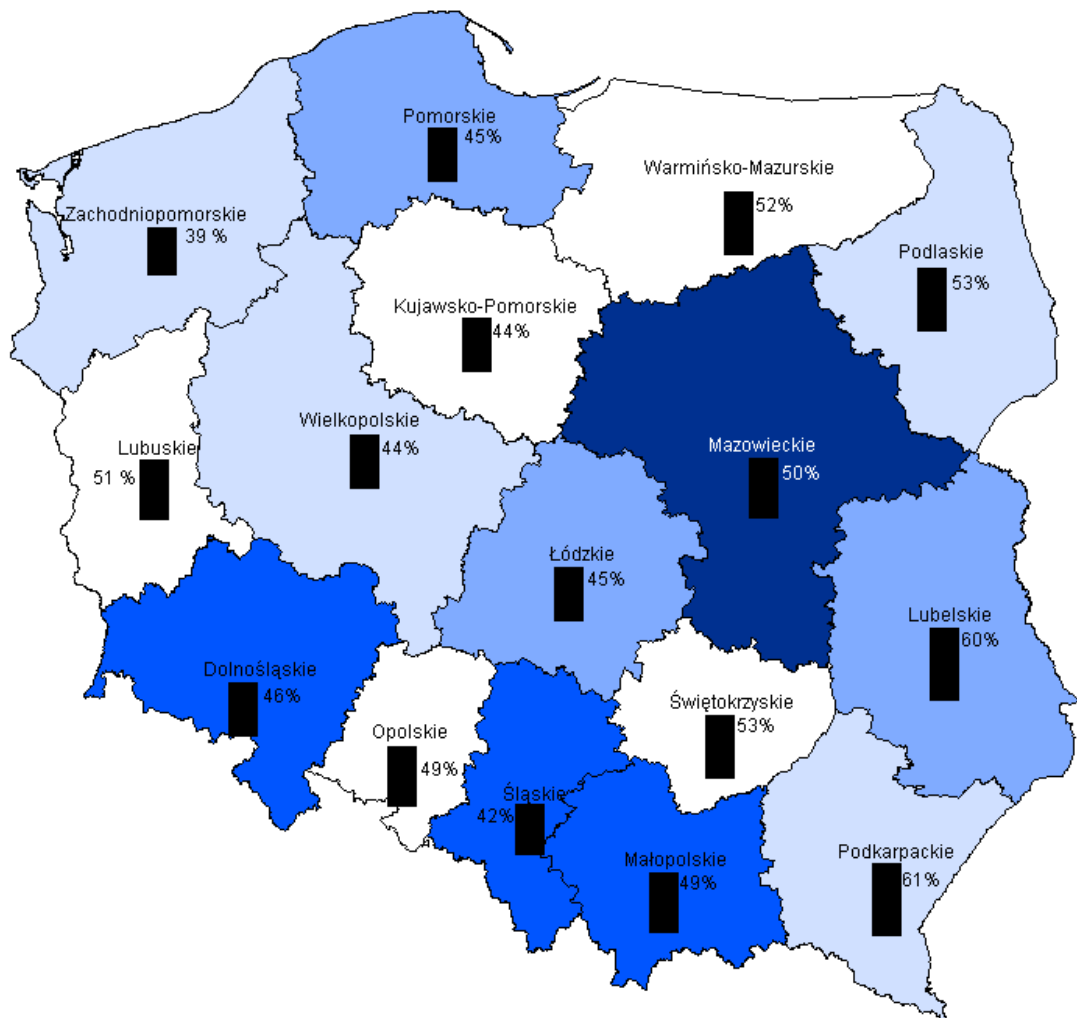 Pomorskie
45%
Warmińsko-Mazurskie
52%
Zachodniopomorskie
39 %
Podlaskie
53%
Kujawsko-Pomorskie
44%
Wielkopolskie
44%
Lubuskie
51 %
Mazowieckie
50%
Łódzkie
45%
Lubelskie
60%
Dolnośląskie
46%
Świętokrzyskie
53%
Opolskie
49%
Śląskie
42%
Małopolskie
49%
Podkarpackie
61%